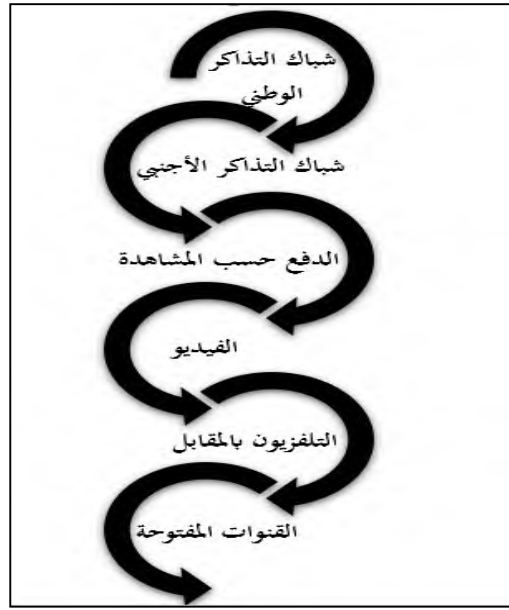 شباك التذاكر
الوطني
شباك التذاكر الأجنبي
الدفع حسب المشاهدة
الفيديو
التلفزيون بالمقابل
القنوات المفتوحة